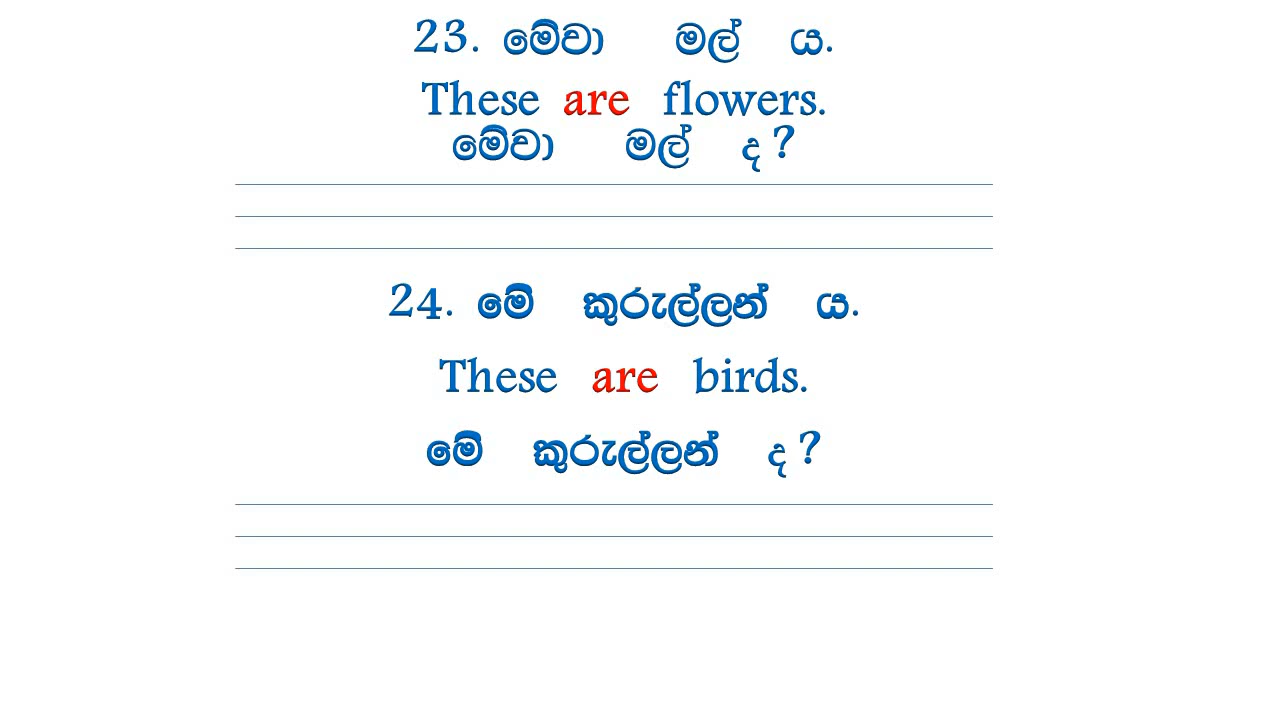 23. මේවා මල් ය.
These are flowers.
මේවා මල් ද ?
24. මේ කුරුල්ලන් ය.
These are birds.
මේ කුරුල්ලන් ද ?